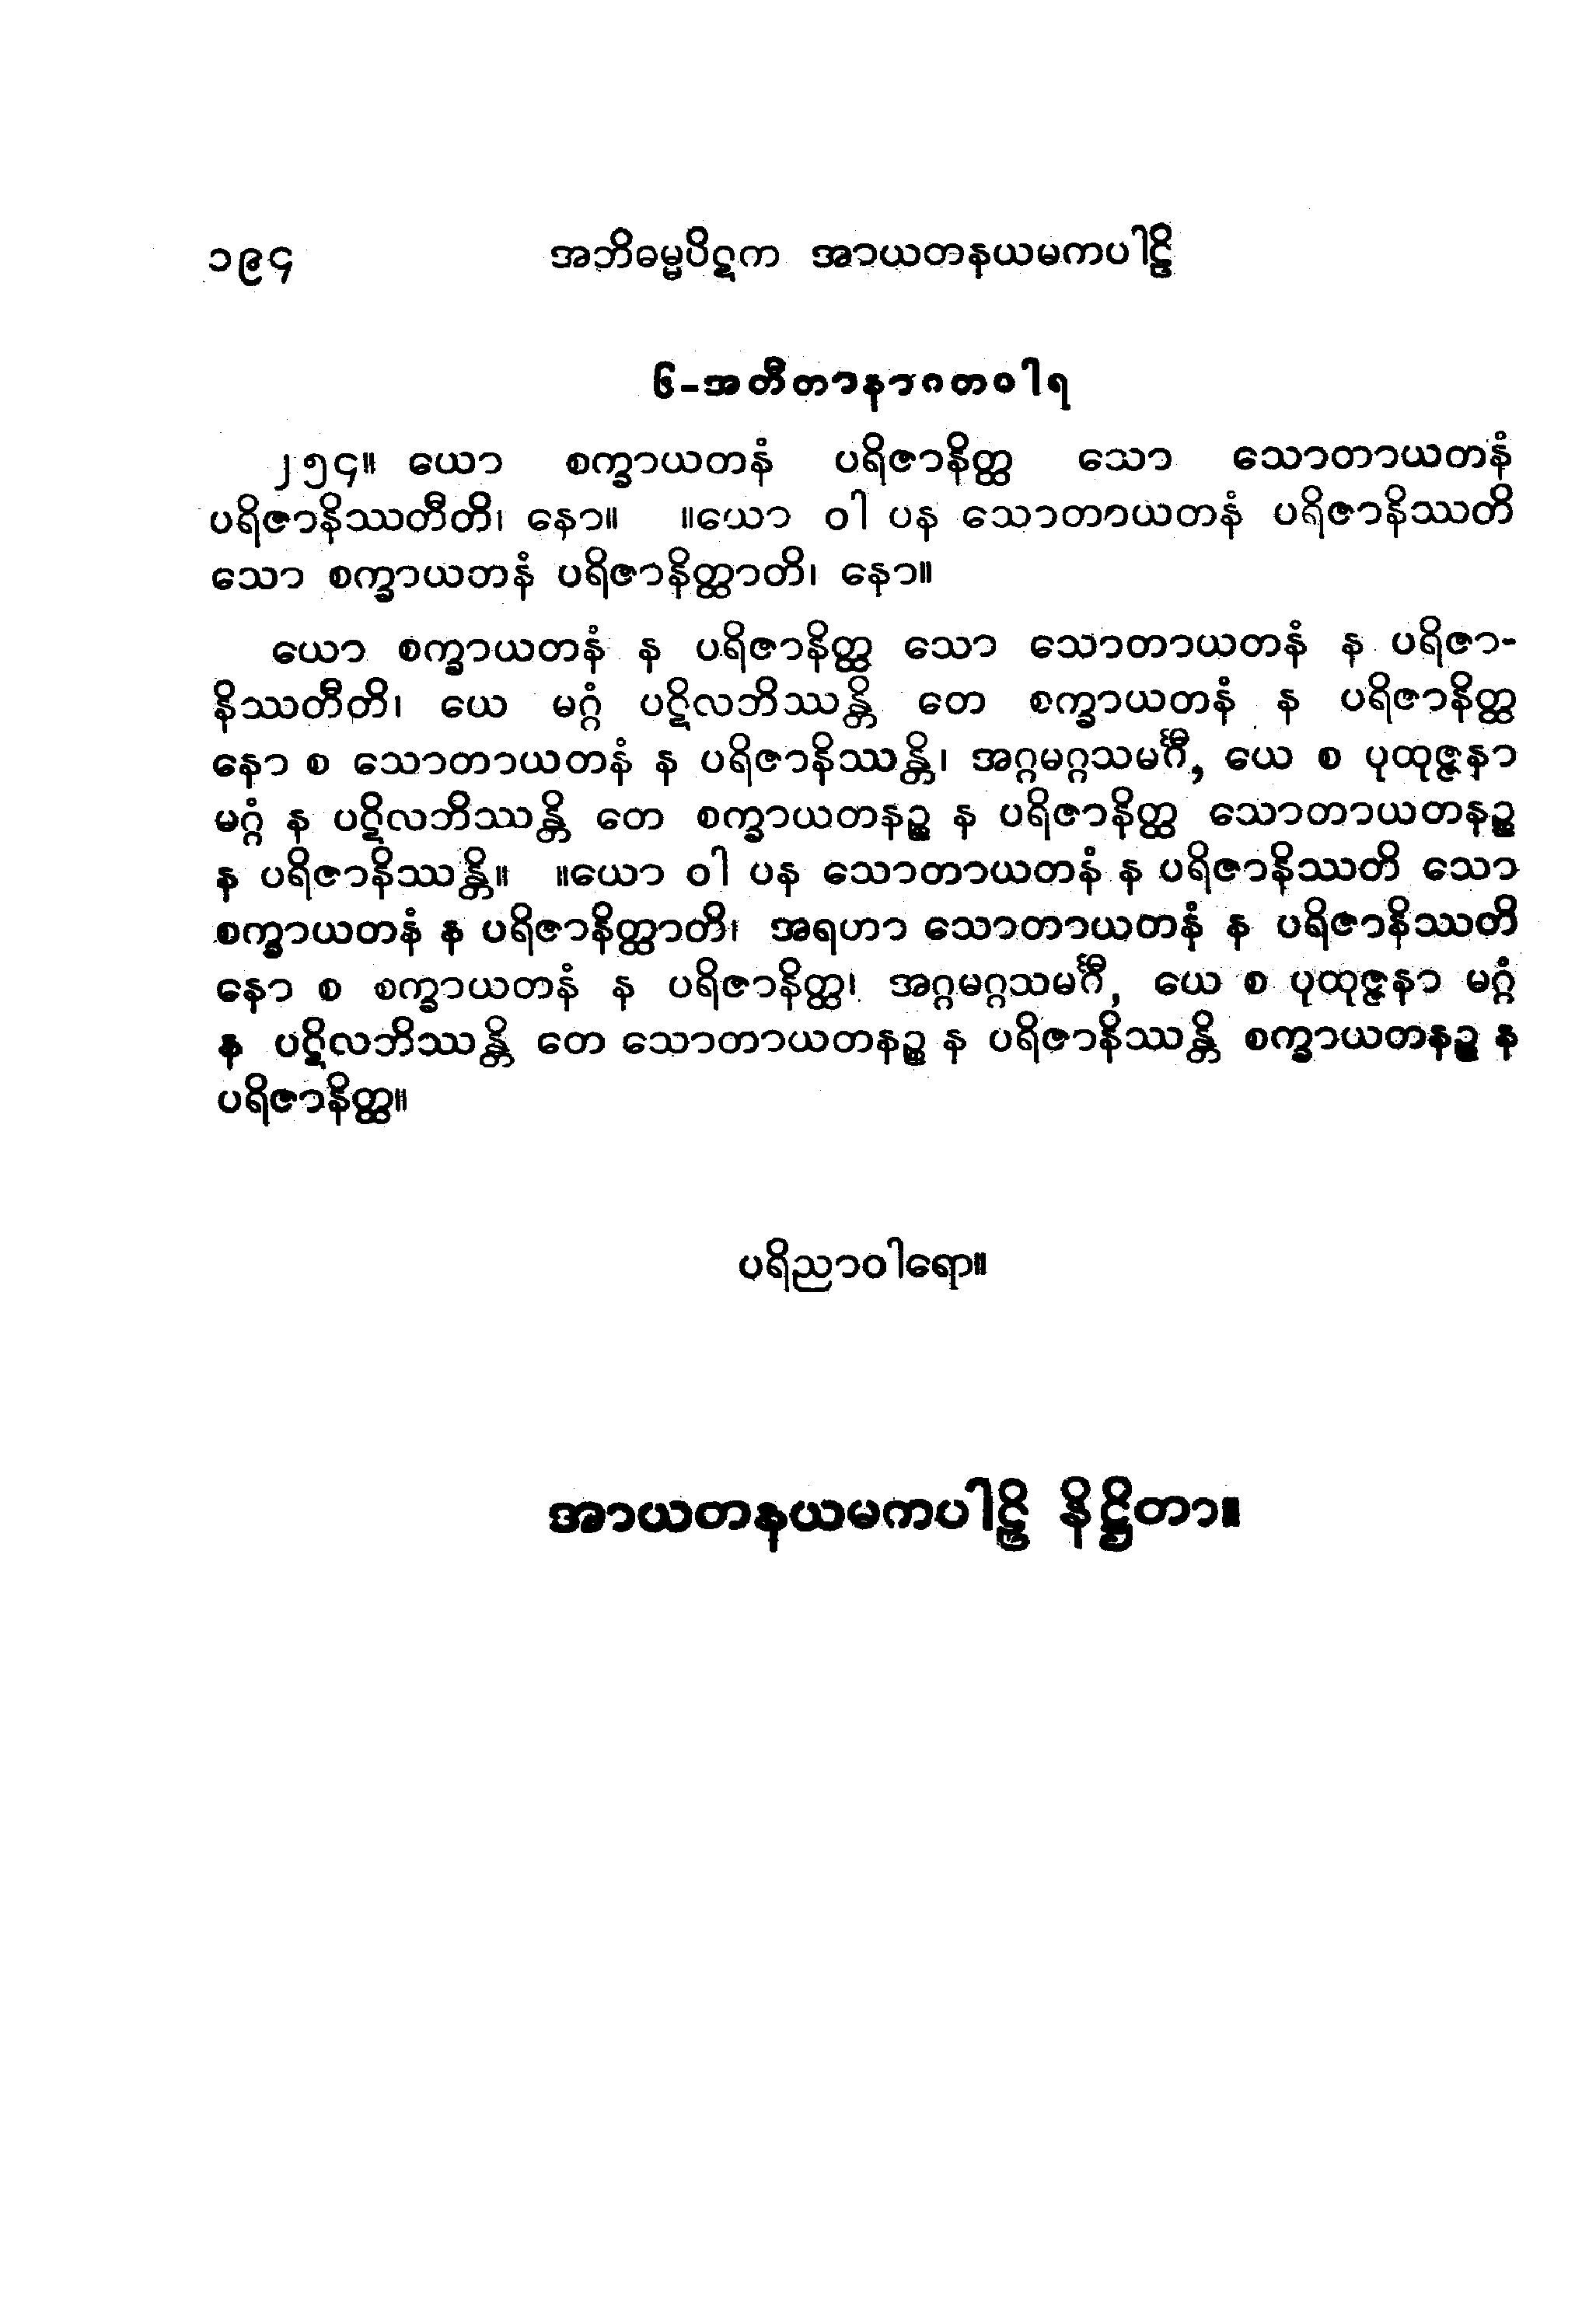 ၁၉၄ အဘိဓမ္မပိဋက အာယတနယမကပါဠိ
၆-အတီတာနာဂတဝါရ
၂၅၄။ ယော စက္ခာယတနံ ပရိဇာနိတ္ထ သော သောတာယတနံ
ပရိဇာနိဿတီတိ၊ နော။ ။ယော ဝါ ပန သောတာယတနံ ပရိဇာနိဿတိ
သော စက္ခာယတနံ ပရိဇာနိတ္ထာတိ၊ နော။
ယော စက္ခာယတနံ န ပရိဇာနိတ္ထ သော သောတာယတနံ န ပရိဇာ-
နိဿတီတိ၊ ယေ မဂ္ဂံ ပဋိလဘိဿန္တိ တေ စက္ခာယတနံ န ပရိဇာနိတ္ထ
နော စ သောတာယတနံ န ပရိဇာနိဿန္တိ၊ အဂ္ဂမဂ္ဂသမင်္ဂီ, ယေ စ ပုထုဇ္ဇနာ
မဂ္ဂံ န ပဋိလဘိဿန္တိ တေ စက္ခာယတနဉ္စ န ပရိဇာနိတ္ထ သောတာယတနဉ္စ
န ပရိဇာနိဿန္တိ။ ။ယော ဝါ ပန သောတာယတနံ န ပရိဇာနိဿတိ သော
စက္ခာယတနံ န ပရိဇာနိတ္ထာတိ၊ အရဟာ သောတာယတနံ န ပရိဇာနိဿတိ
နော စ စက္ခာယတနံ န ပရိဇာနိတ္ထ၊ အဂ္ဂမဂ္ဂသမင်္ဂီ, ယေ စ ပုထုဇ္ဇနာ မဂ္ဂံ
န ပဋိလဘိဿန္တိ တေ သောတာယတနဉ္စ န ပရိဇာနိဿန္တိ စက္ခာယတနဉ္စ န
ပရိဇာနိတ္ထ။
ပရိညာဝါရော။
အာယတနယမကပါဠိ နိဋ္ဌိတာ။